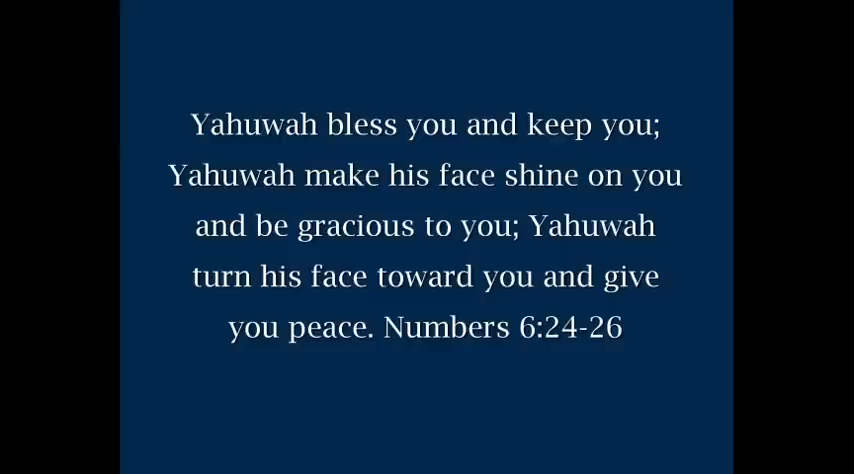 Yahuwah bless you and keep you;
Yahuwah make his face shine on you
and be gracious to you; Yahuwah
turn his face toward you and give
you peace. Numbers 6:24-26